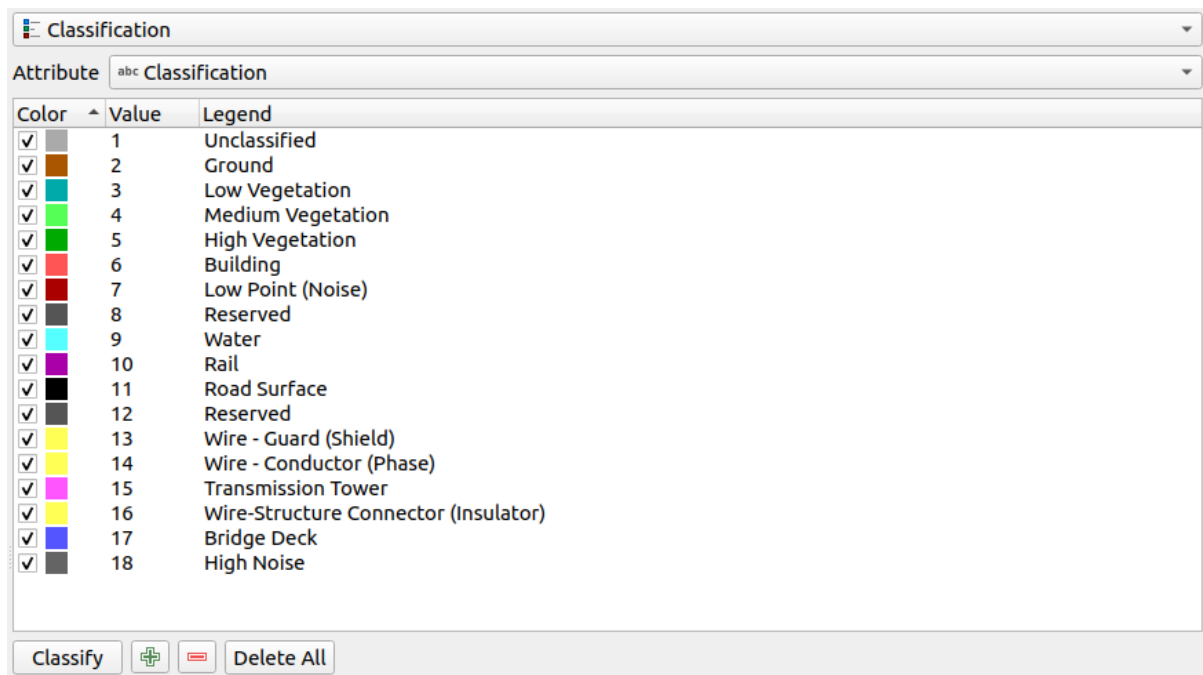 Classification
Attribute abc Classification
Color Value Legend
1 Unclassified
2 Ground
3 Low Vegetation
4 Medium Vegetation
5 High Vegetation
6 Building
7 Low Point (Noise)
8 Reserved
9 Water
10 Rail
11 Road Surface
12 Reserved
13 Wire - Guard (Shield)
14 Wire - Conductor (Phase)
15 Transmission Tower
16 Wire-Structure Connector (Insulator)
17 Bridge Deck
18 High Noise
Classify Delete All